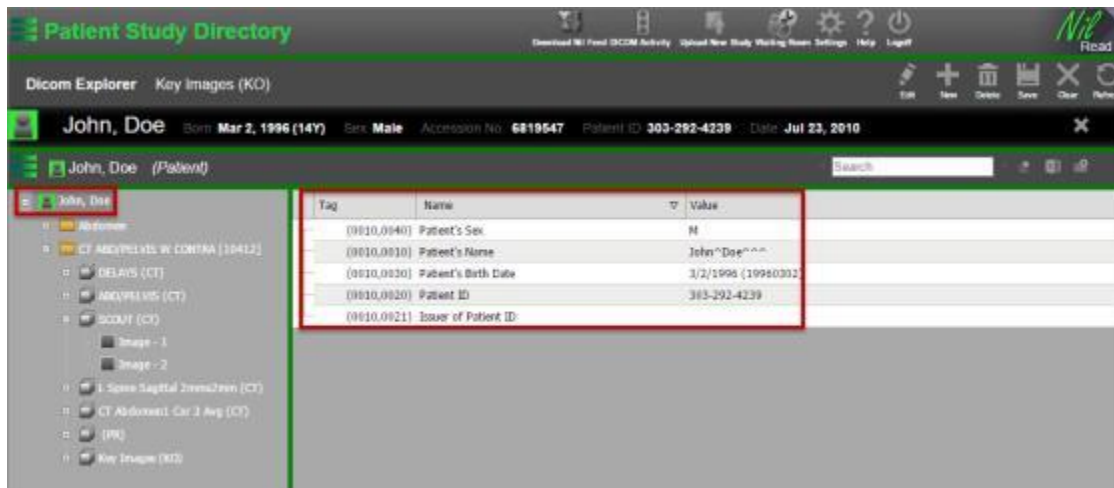 Patient Study Directory
Download Nil Feed DICOM Activity Upload New Study Waiting Room Settings Help Logoff
Nil
Read
Dicom Explorer Key Images (KO)
Edit New Delete Save Clear
John, Doe Born Mar 2, 1996 (14Y) Sex Male Accession No 6819547 Patient ID 303-292-4239 Date Jul 23, 2010
John, Doe (Patient)
Search
John, Doe
Abdomen
CT ABD/PELVIS W CONTRA [10412]
DELAYS (CT)
ABD/PELVIS (CT)
SCOUT (CT)
Image - 1
Image - 2
L Spine Sagittal 2mmx2mm (CT)
CT Abdomen1 Cor 3 Avg (CT)
(PR)
Key Images (KO)
Tag Name Value
(0010,0040) Patient's Sex M
(0010,0010) Patient's Name John^Doe^^^
(0010,0030) Patient's Birth Date 3/2/1996 (19960302)
(0010,0020) Patient ID 303-292-4239
(0010,0021) Issuer of Patient ID